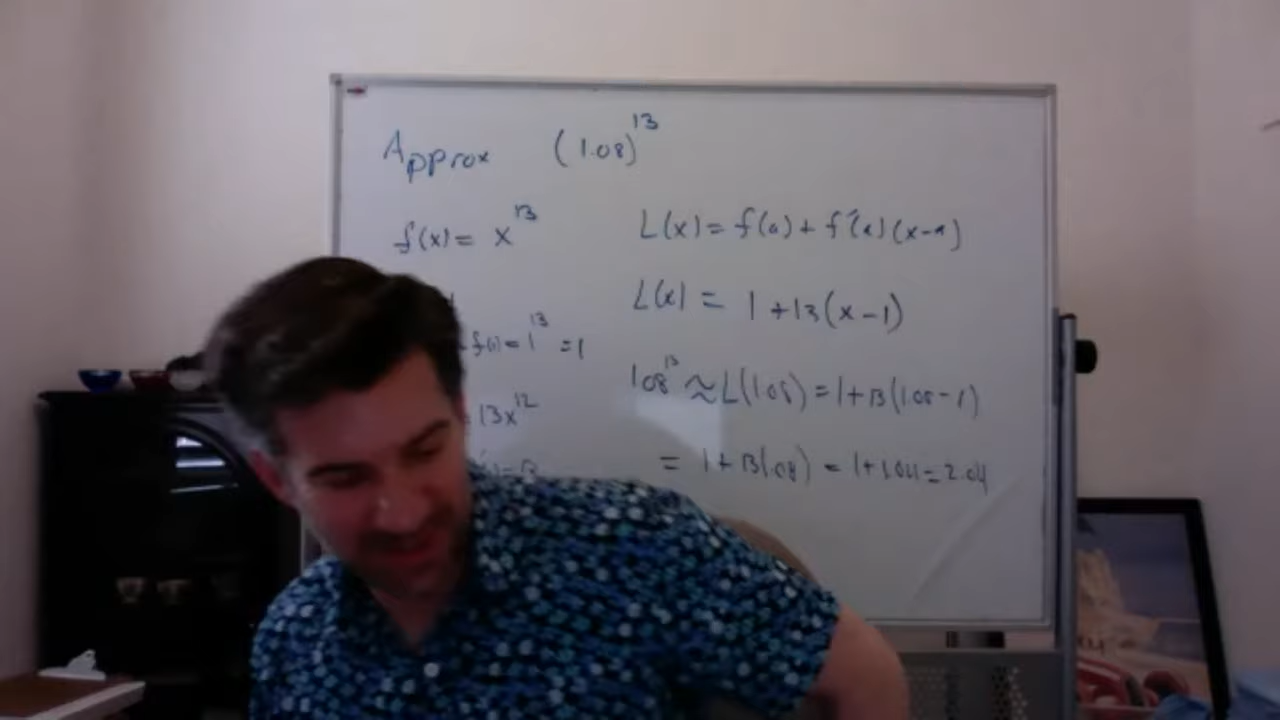 Approx (1.08)^13
f(x) = x^13
L(x) = f(a) + f'(a)(x-a)
L(x) = 1 + 13(x-1)
f(1) = 1^13 = 1
1.08^13 ≈ L(1.08) = 1 + 13(1.08 - 1)
= 13x^12
= 1 + 13(.08) = 1 + 1.04 = 2.04